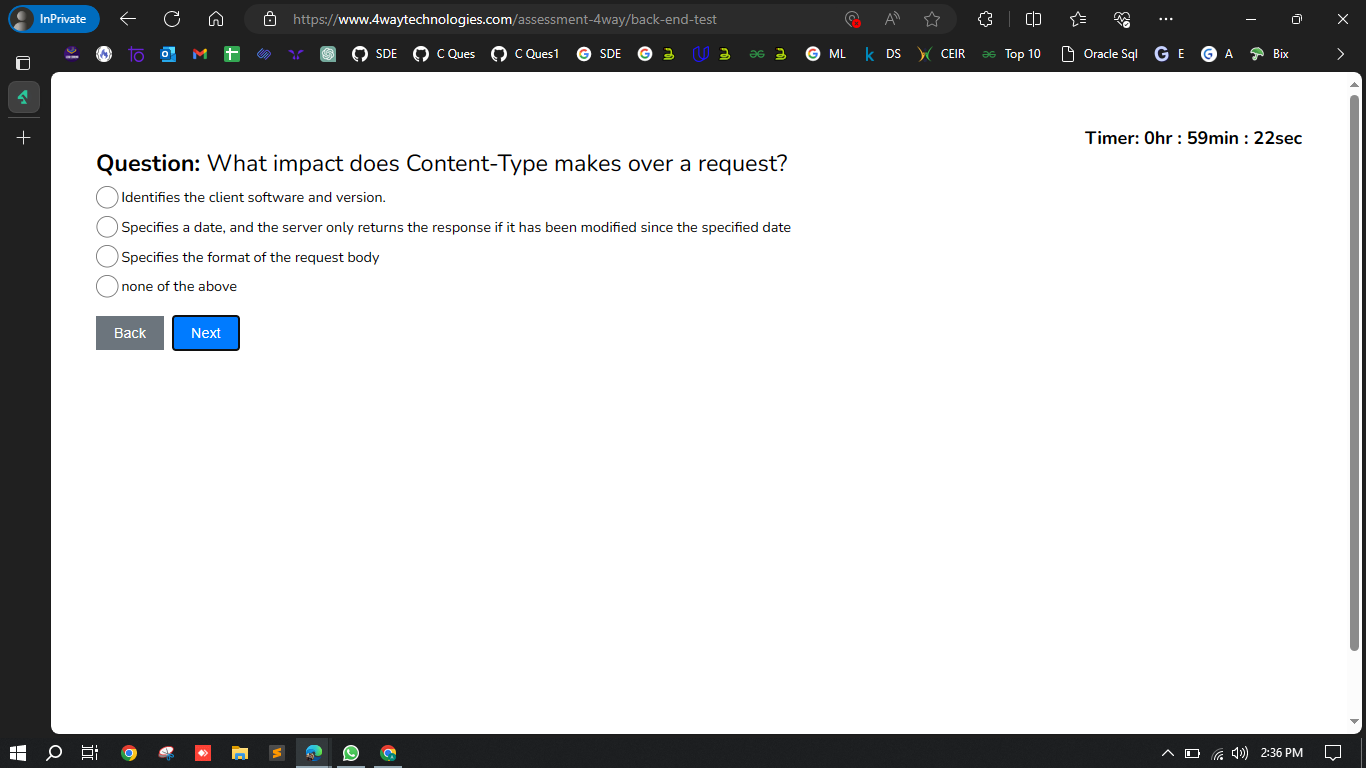 InPrivate
https://www.4waytechnologies.com/assessment-4way/back-end-test
SDE
C Ques
C Ques1
SDE
ML
DS
CEIR
Top 10
Oracle Sql
E
A
Bix
Timer: 0hr : 59min : 22sec
Question: What impact does Content-Type makes over a request?
Identifies the client software and version.
Specifies a date, and the server only returns the response if it has been modified since the specified date
Specifies the format of the request body
none of the above
Back
Next
2:36 PM